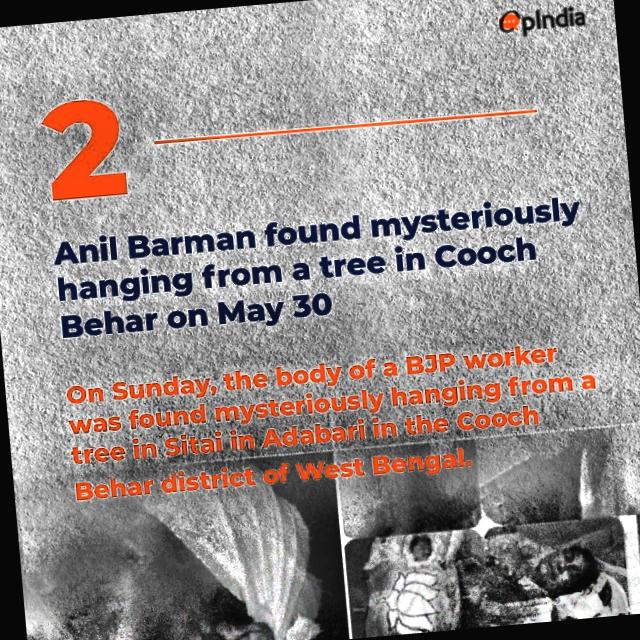 OpIndia
2
Anil Barman found mysteriously
hanging from a tree in Cooch
Behar on May 30
On Sunday, the body of a BJP worker
was found mysteriously hanging from a
tree in Sitai in Adabari in the Cooch
Behar district of West Bengal.